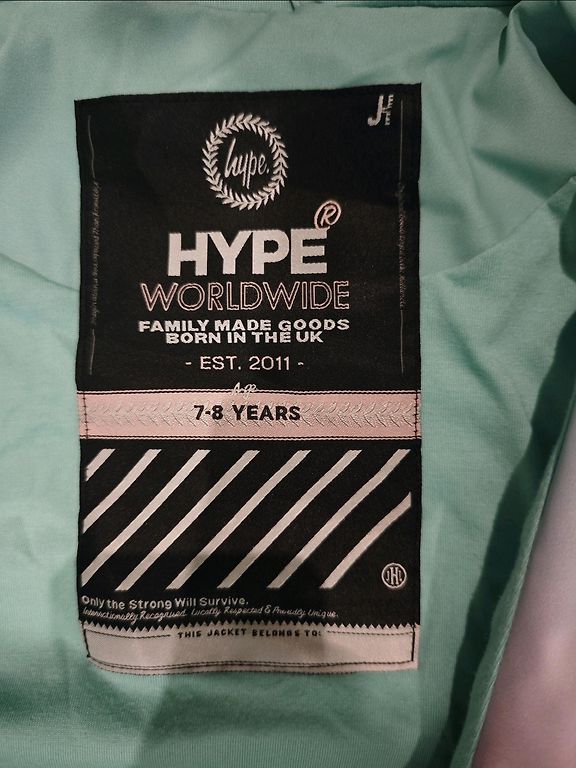 hype.
HYPE®
WORLDWIDE
FAMILY MADE GOODS
BORN IN THE UK
- EST. 2011 -
Age
7-8 YEARS
Only the Strong Will Survive.
Internationally Recognised. Locally Respected & Proudly Unique.
THIS JACKET BELONGS TO: